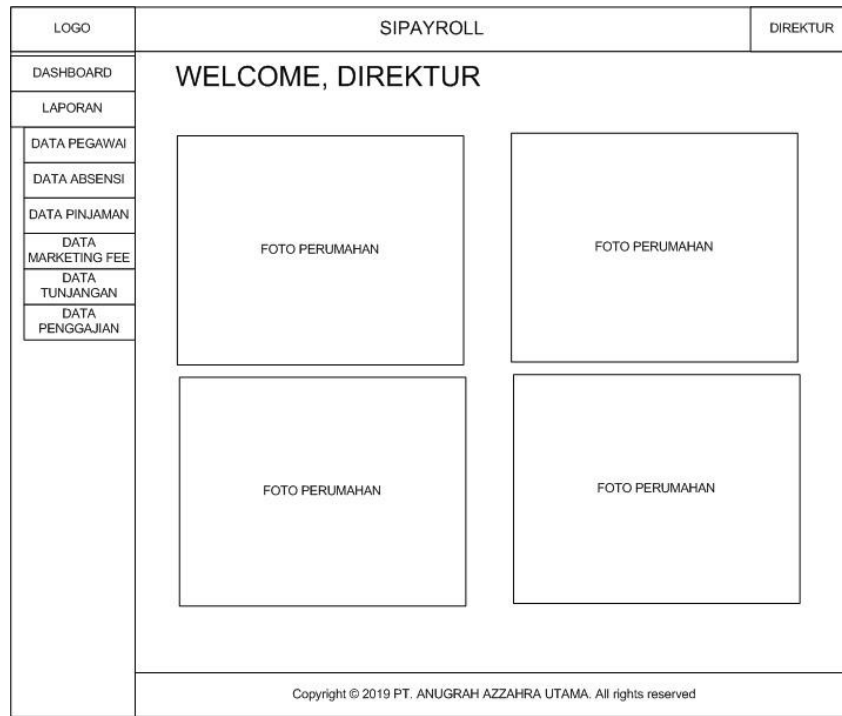 LOGO
SIPAYROLL
DIREKTUR
DASHBOARD
LAPORAN
DATA PEGAWAI
DATA ABSENSI
DATA PINJAMAN
DATA
MARKETING FEE
DATA
TUNJANGAN
DATA
PENGGAJIAN
WELCOME, DIREKTUR
FOTO PERUMAHAN
FOTO PERUMAHAN
FOTO PERUMAHAN
FOTO PERUMAHAN
Copyright © 2019 PT. ANUGRAH AZZAHRA UTAMA. All rights reserved